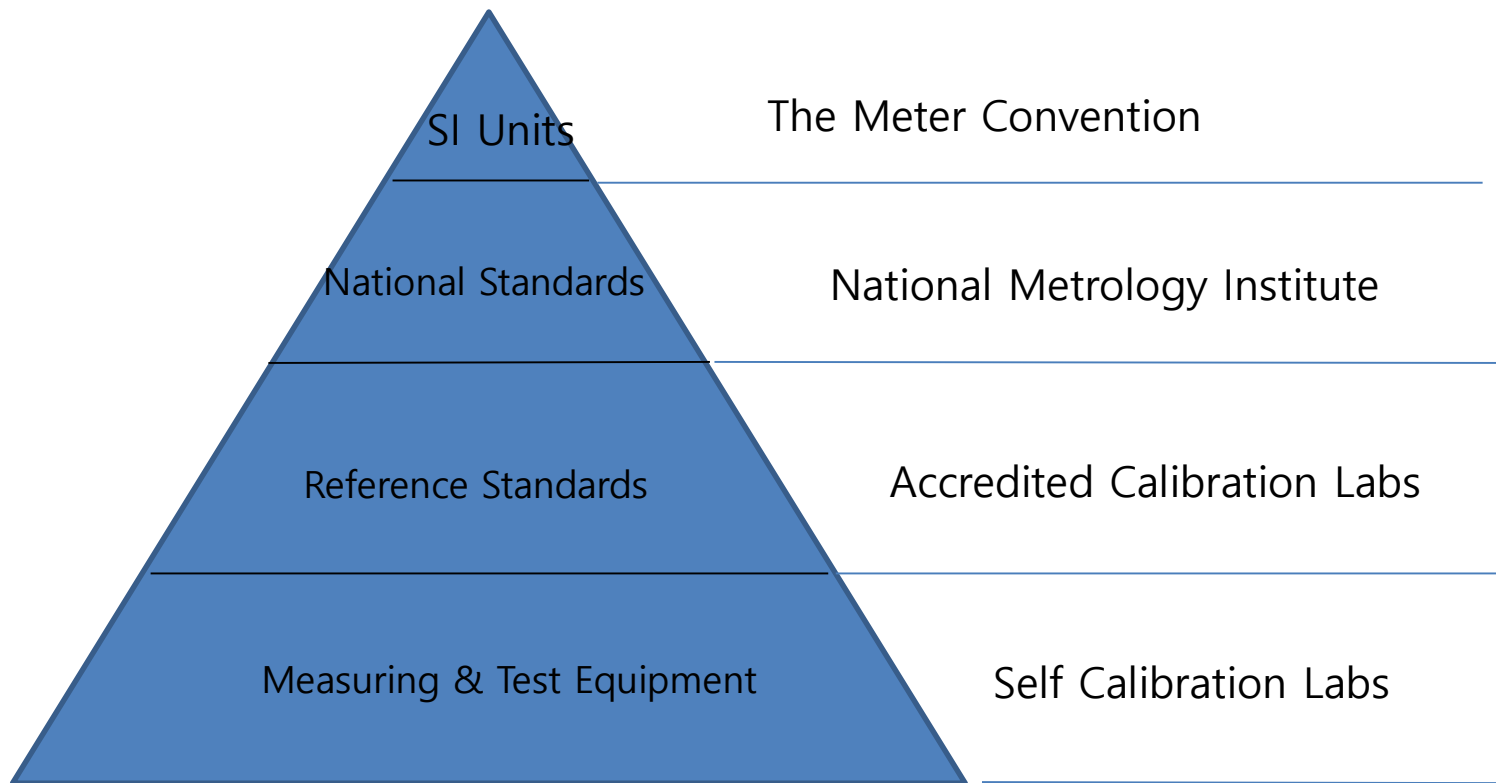 SI Units
The Meter Convention
National Standards
National Metrology Institute
Reference Standards
Accredited Calibration Labs
Measuring & Test Equipment
Self Calibration Labs